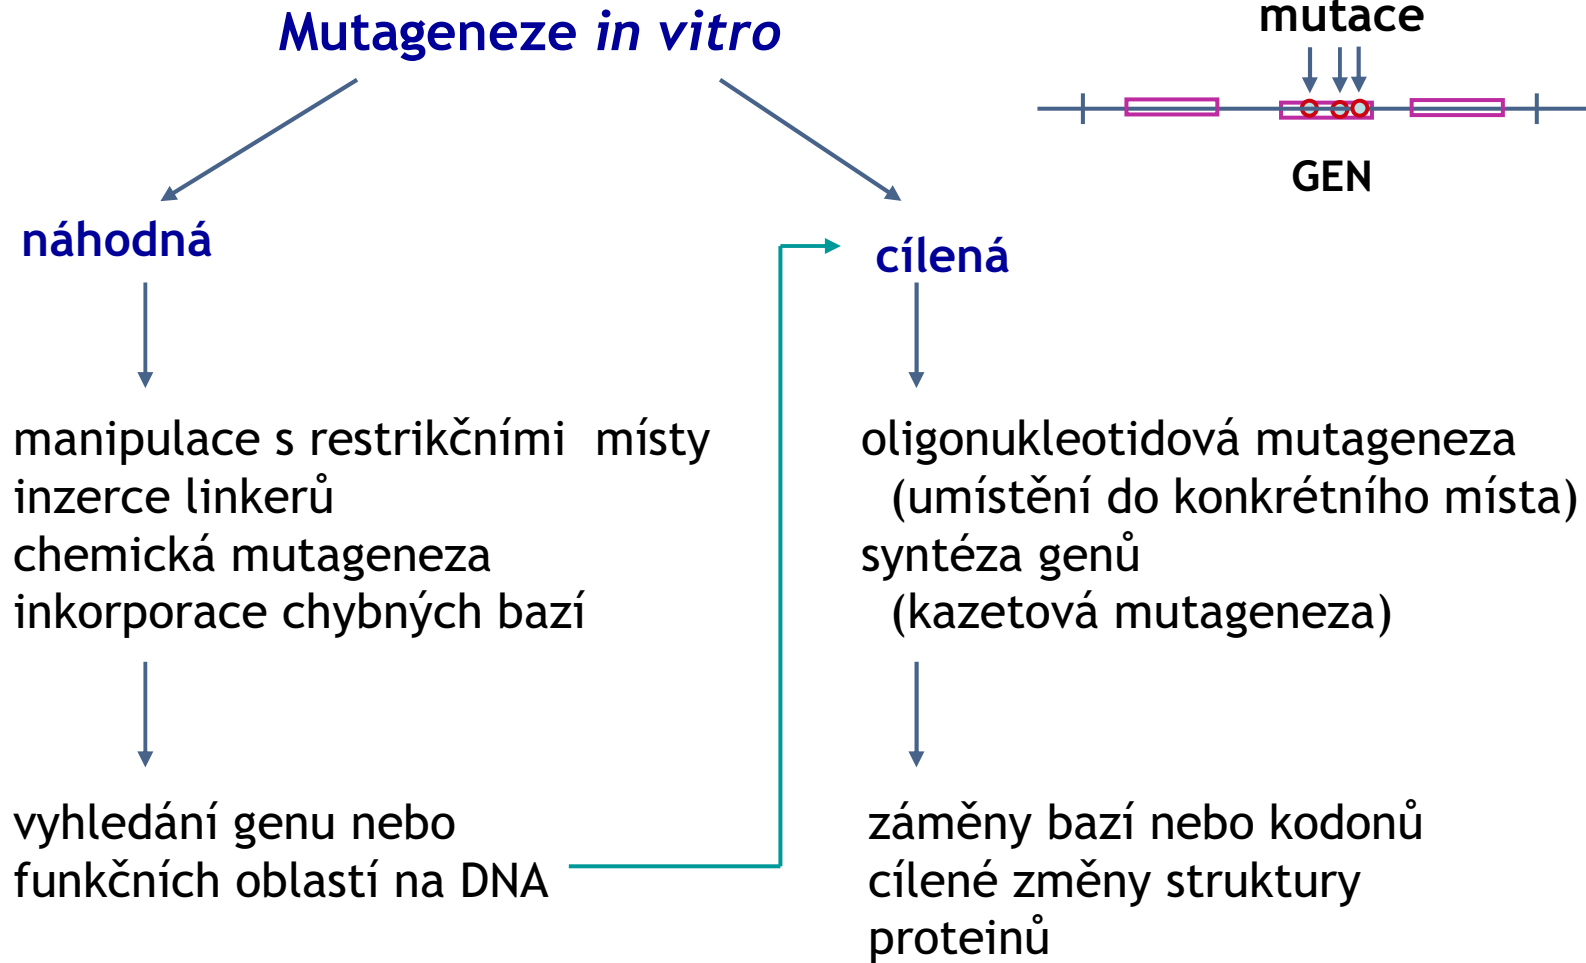 Mutageneze in vitro
mutace
GEN
náhodná
cílená
manipulace s restrikčními místy
inzerce linkerů
chemická mutageneza
inkorporace chybných bazí
oligonukleotidová mutageneza
(umístění do konkrétního místa)
syntéza genů
(kazetová mutageneza)
vyhledání genu nebo
funkčních oblastí na DNA
záměny bazí nebo kodonů
cílené změny struktury
proteinů